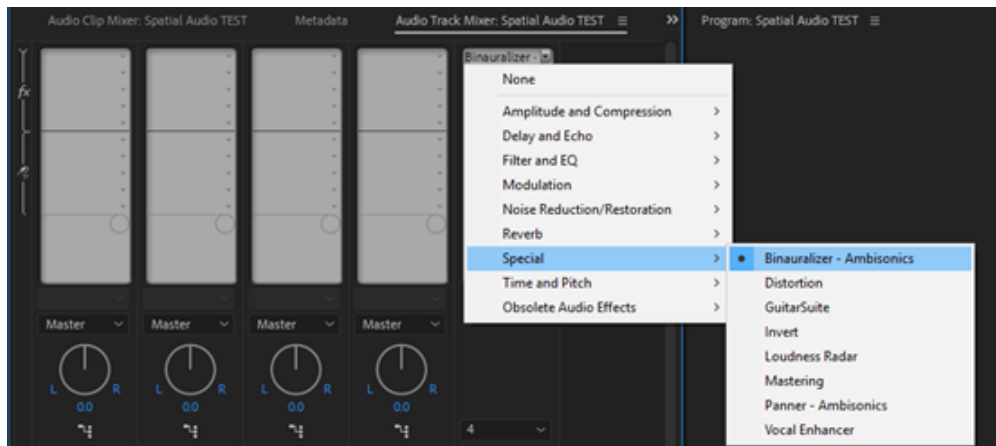 Audio Clip Mixer: Spatial Audio TEST Metadata Audio Track Mixer: Spatial Audio TEST ≡ » Program: Spatial Audio TEST ≡
Binauralizer -
fx
None
Amplitude and Compression
Delay and Echo
Filter and EQ
Modulation
Noise Reduction/Restoration
Reverb
Special
Time and Pitch
Obsolete Audio Effects
Binauralizer - Ambisonics
Distortion
GuitarSuite
Invert
Loudness Radar
Mastering
Panner - Ambisonics
Vocal Enhancer
Master Master Master Master
L R L R L R L R
0.0 0.0 0.0 0.0
4